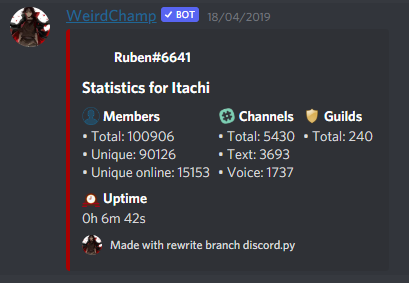 WeirdChamp ✓ BOT 18/04/2019
Ruben#6641
Statistics for Itachi
Members Channels Guilds
• Total: 100906 • Total: 5430 • Total: 240
• Unique: 90126 • Text: 3693
• Unique online: 15153 • Voice: 1737
Uptime
0h 6m 42s
Made with rewrite branch discord.py